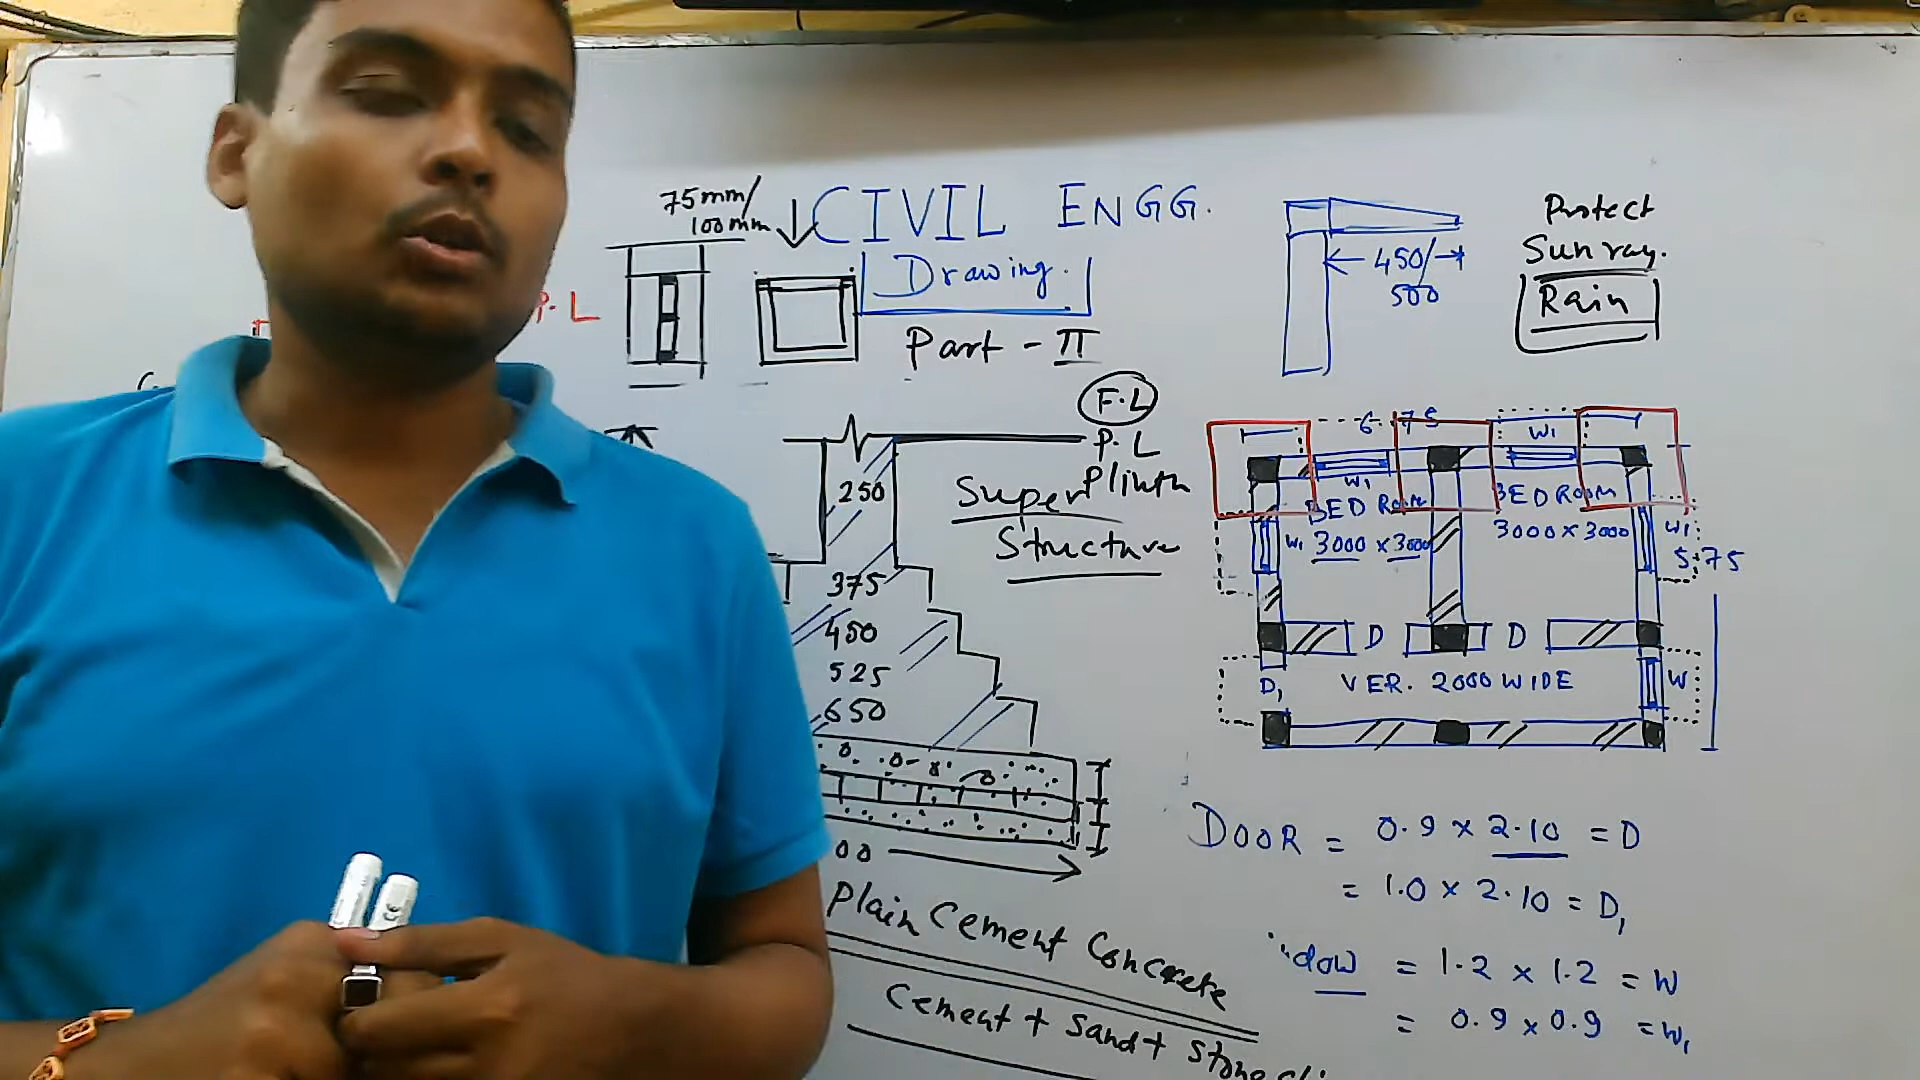 75mm/
100mm
CIVIL ENGG.
Drawing.
Part - II
P.L
450/
500
Protect
Sun ray.
Rain
F.L
P.L
Plinth
Super
Structure
250
375
450
525
650
00
Plain Cement Concrete
Cement + Sand + Stone
6.75
W1
W1
BED ROOM
BED ROOM
W1 3000 x 3000
3000 x 3000
W1
5.75
D
D
D1
VER. 2000 WIDE
W
DOOR = 0.9 x 2.10 = D
= 1.0 x 2.10 = D1
dow = 1.2 x 1.2 = W
= 0.9 x 0.9 = W1
CE